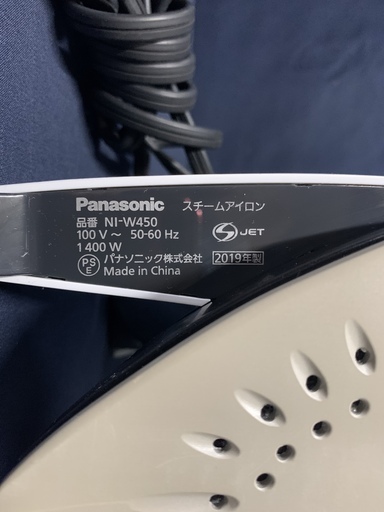 Panasonic スチームアイロン
品番 NI-W450
100 V～ 50-60 Hz
1 400 W
S JET
PS E パナソニック株式会社 2019年製
Made in China